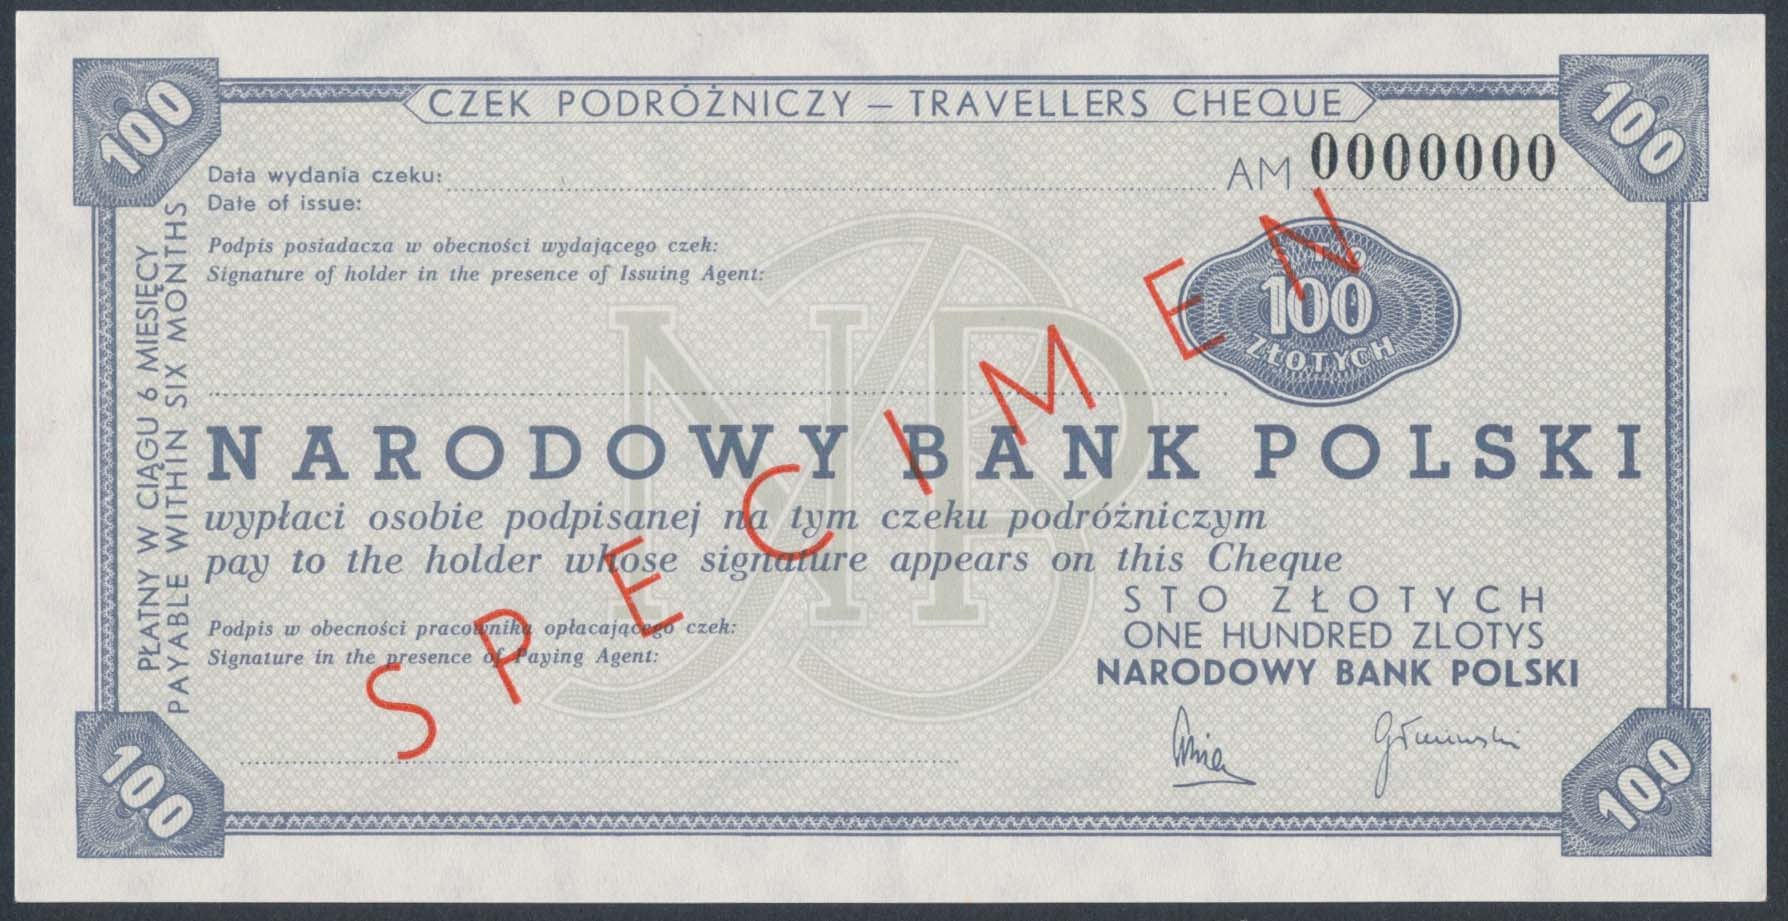 100
CZEK PODRÓŻNICZY – TRAVELLERS CHEQUE
100
AM 0000000
Data wydania czeku:
Date of issue:
Podpis posiadacza w obecności wydającego czek:
Signature of holder in the presence of Issuing Agent:
100
100
ZŁOTYCH
PŁATNY W CIĄGU 6 MIESIĘCY
PAYABLE WITHIN SIX MONTHS
NBP
SPECIMEN
NARODOWY BANK POLSKI
wypłaci osobie podpisanej na tym czeku podróżniczym
pay to the holder whose signature appears on this Cheque
STO ZŁOTYCH
ONE HUNDRED ZLOTYS
NARODOWY BANK POLSKI
Podpis w obecności pracownika opłacającego czek:
Signature in the presence of Paying Agent:
100
100